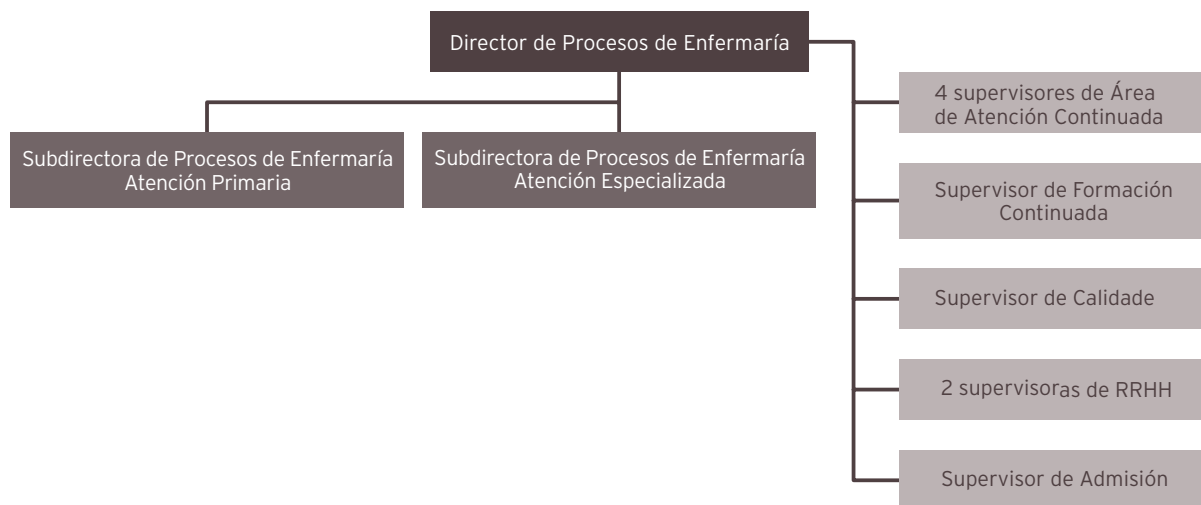 Director de Procesos de Enfermaría
Subdirectora de Procesos de Enfermaría
Atención Primaria
Subdirectora de Procesos de Enfermaría
Atención Especializada
4 supervisores de Área
de Atención Continuada
Supervisor de Formación
Continuada
Supervisor de Calidade
2 supervisoras de RRHH
Supervisor de Admisión